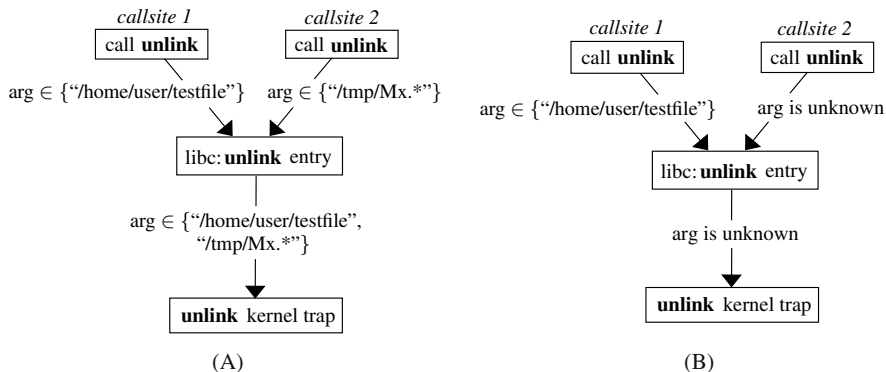 callsite 1
callsite 2
call unlink
call unlink
arg ∈ {“/home/user/testfile”}
arg ∈ {“/tmp/Mx.*”}
libc: unlink entry
arg ∈ {“/home/user/testfile”,
“/tmp/Mx.*”}
unlink kernel trap
(A)
callsite 1
callsite 2
call unlink
call unlink
arg ∈ {“/home/user/testfile”}
arg is unknown
libc: unlink entry
arg is unknown
unlink kernel trap
(B)